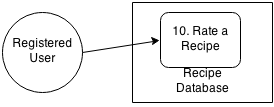 Registered
User
10. Rate a
Recipe
Recipe
Database